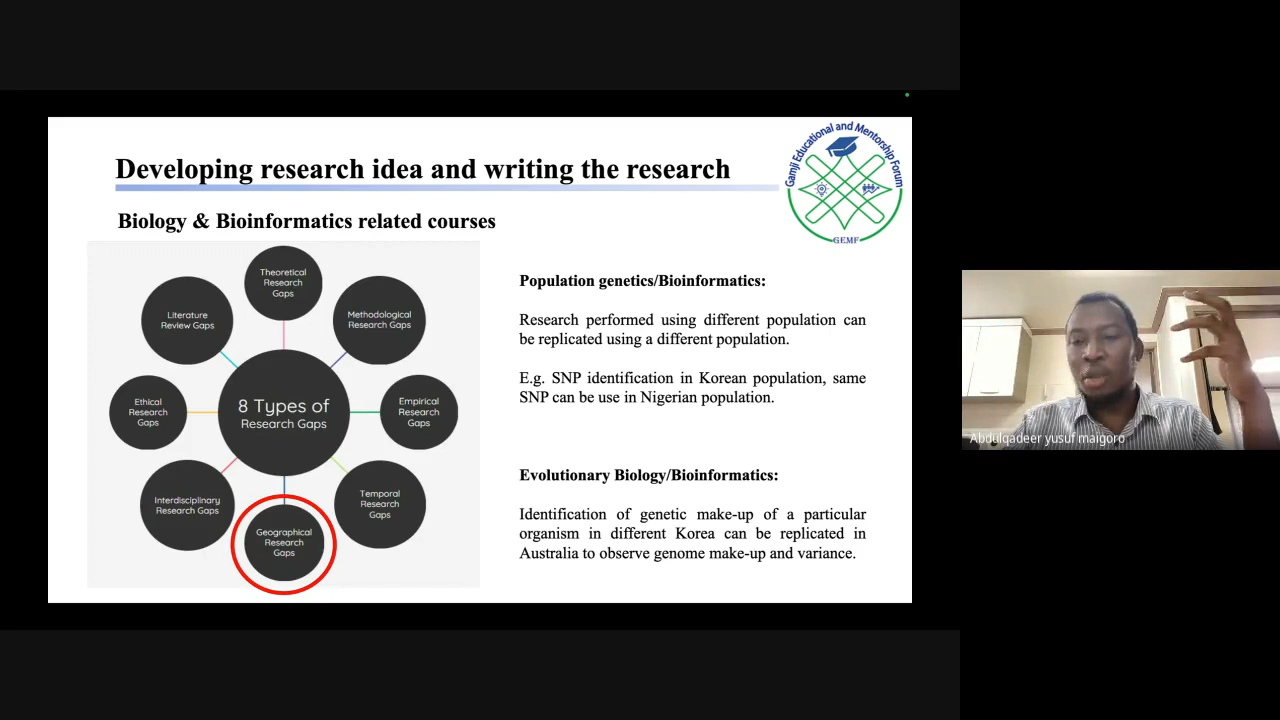 Developing research idea and writing the research
Gamji Educational and Mentorship Forum
GEMF
Biology & Bioinformatics related courses
Theoretical
Research
Gaps
Literature
Review Gaps
Methodological
Research Gaps
Ethical
Research
Gaps
8 Types of
Research Gaps
Empirical
Research
Gaps
Interdisciplinary
Research Gaps
Temporal
Research
Gaps
Geographical
Research
Gaps
Population genetics/Bioinformatics:
Research performed using different population can
be replicated using a different population.
E.g. SNP identification in Korean population, same
SNP can be use in Nigerian population.
Evolutionary Biology/Bioinformatics:
Identification of genetic make-up of a particular
organism in different Korea can be replicated in
Australia to observe genome make-up and variance.
Abdulqadeer yusuf maigoro